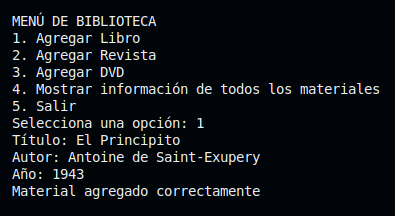 MENÚ DE BIBLIOTECA
1. Agregar Libro
2. Agregar Revista
3. Agregar DVD
4. Mostrar información de todos los materiales
5. Salir
Selecciona una opción: 1
Título: El Principito
Autor: Antoine de Saint-Exupery
Año: 1943
Material agregado correctamente